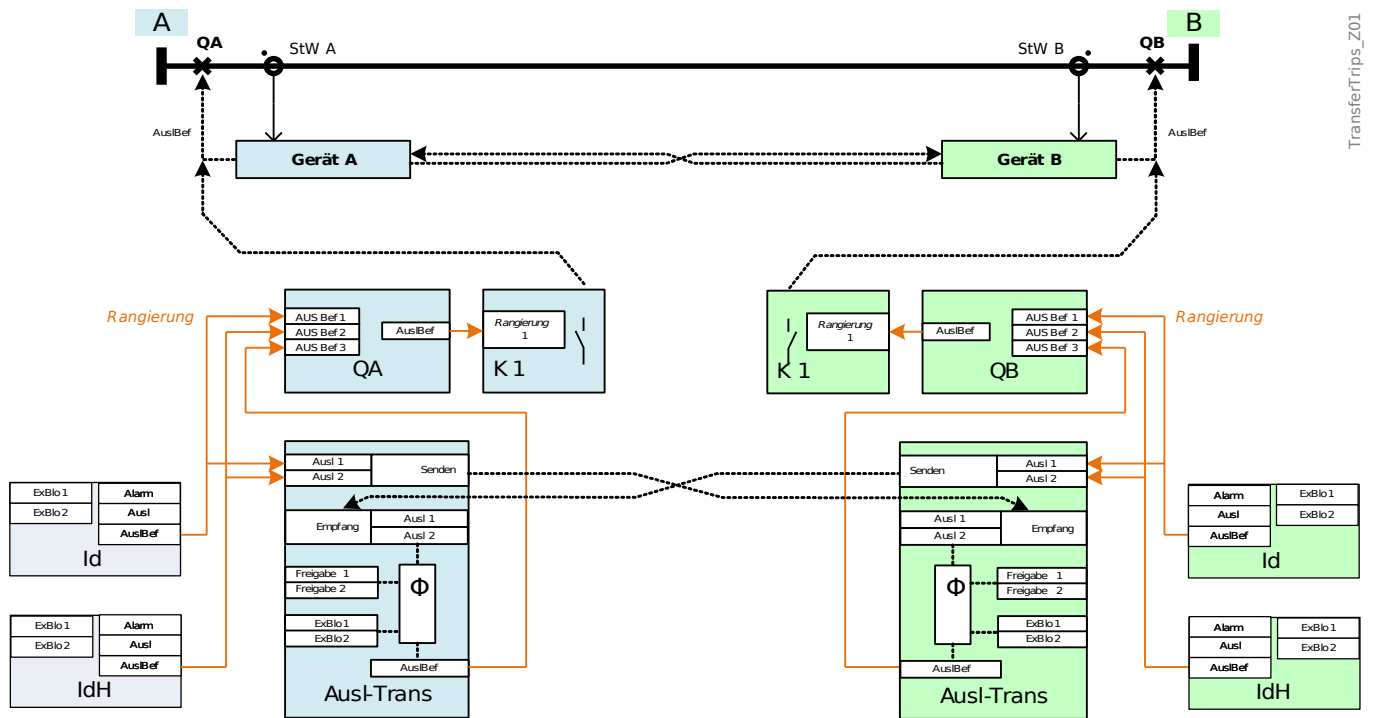 A
B
QA
StW A
StW B
QB
TransferTrips_Z01
AuslBef
AuslBef
Gerät A
Gerät B
Rangierung
AUS Bef 1
AUS Bef 2
AUS Bef 3
AuslBef
QA
Rangierung
1
K 1
Rangierung
1
K 1
AuslBef
AUS Bef 1
AUS Bef 2
AUS Bef 3
QB
Rangierung
Ausl 1
Ausl 2
Senden
Empfang
Ausl 1
Ausl 2
Freigabe 1
Freigabe 2
Φ
ExBlo1
ExBlo2
AuslBef
Ausl-Trans
Senden
Ausl 1
Ausl 2
Ausl 1
Ausl 2
Empfang
Φ
Freigabe 1
Freigabe 2
ExBlo1
ExBlo2
AuslBef
Ausl-Trans
ExBlo1
ExBlo2
Alarm
Ausl
AuslBef
Id
ExBlo1
ExBlo2
Alarm
Ausl
AuslBef
IdH
Alarm
Ausl
AuslBef
ExBlo1
ExBlo2
Id
Alarm
Ausl
AuslBef
ExBlo1
ExBlo2
IdH